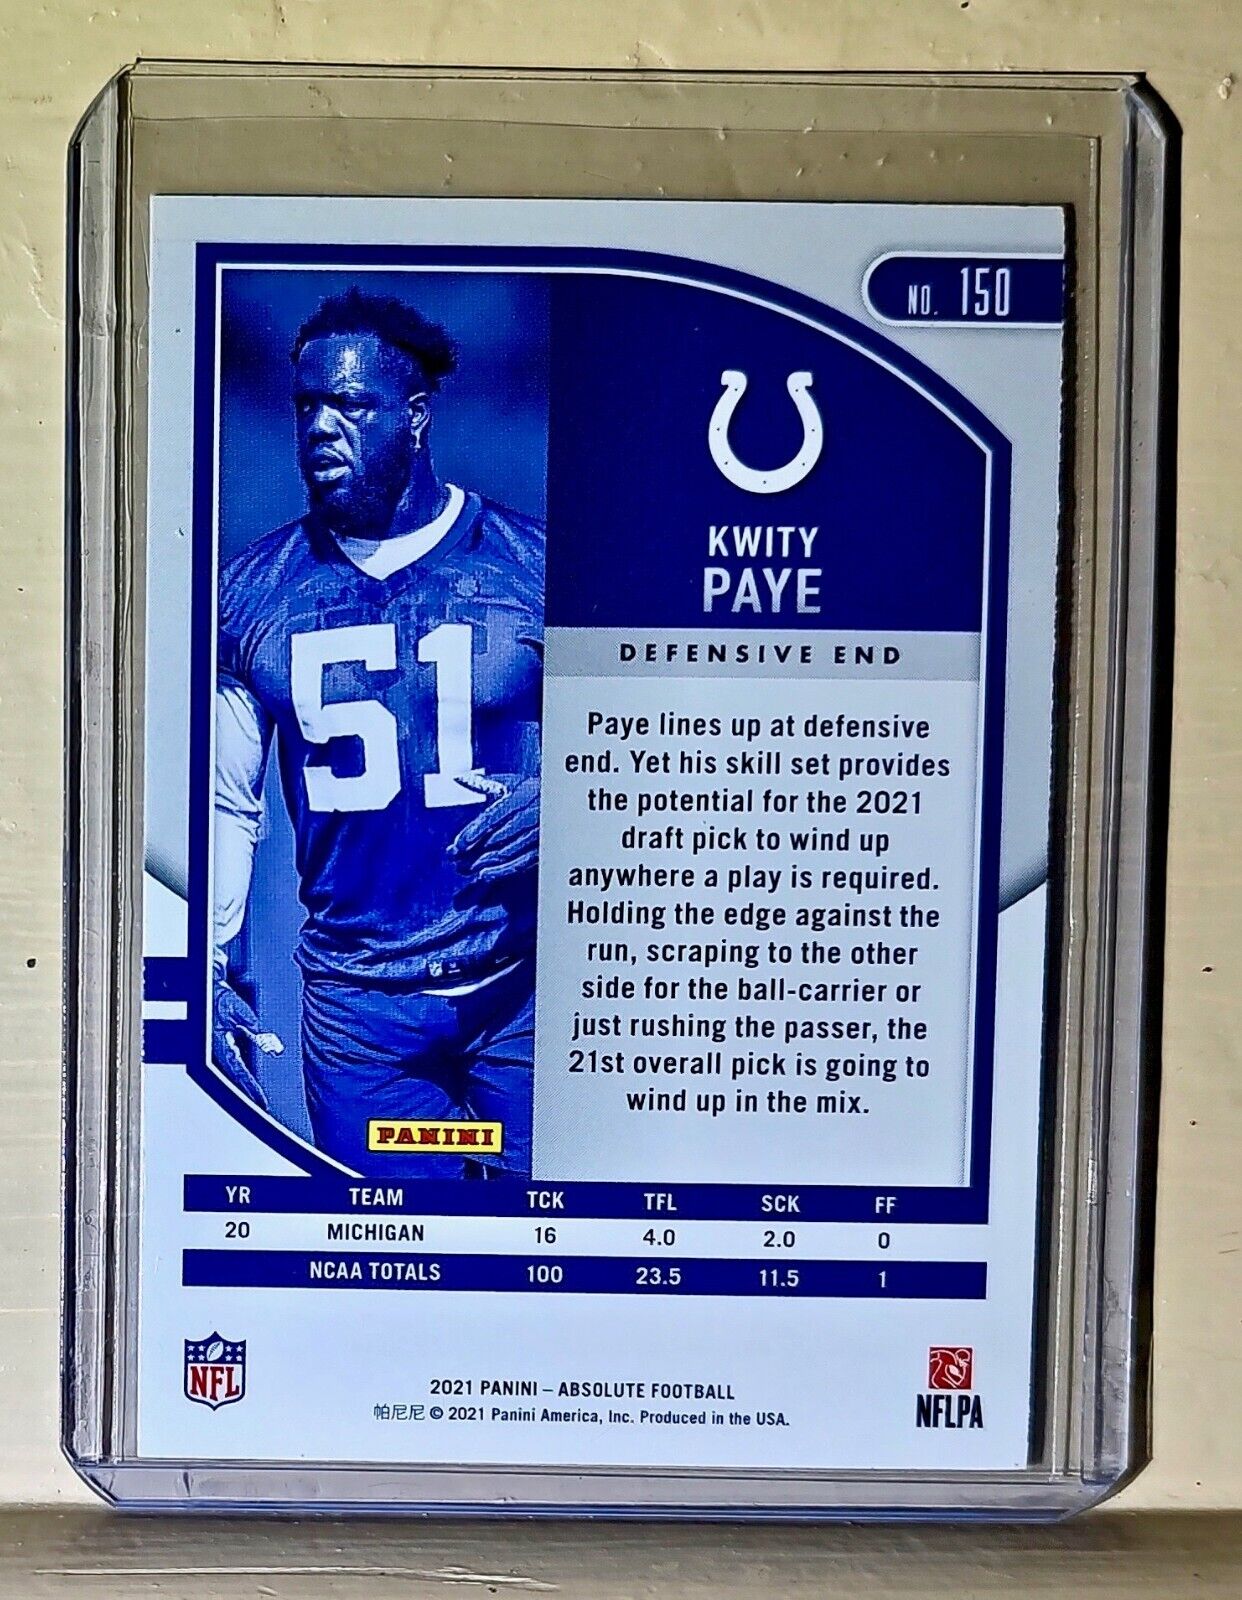 NO. 150
KWITY
PAYE
DEFENSIVE END
51
Paye lines up at defensive
end. Yet his skill set provides
the potential for the 2021
draft pick to wind up
anywhere a play is required.
Holding the edge against the
run, scraping to the other
side for the ball-carrier or
just rushing the passer, the
21st overall pick is going to
wind up in the mix.
PANINI
YR TEAM TCK TFL SCK FF
20 MICHIGAN 16 4.0 2.0 0
NCAA TOTALS 100 23.5 11.5 1
NFL
2021 PANINI – ABSOLUTE FOOTBALL
帕尼尼 © 2021 Panini America, Inc. Produced in the USA.
NFLPA